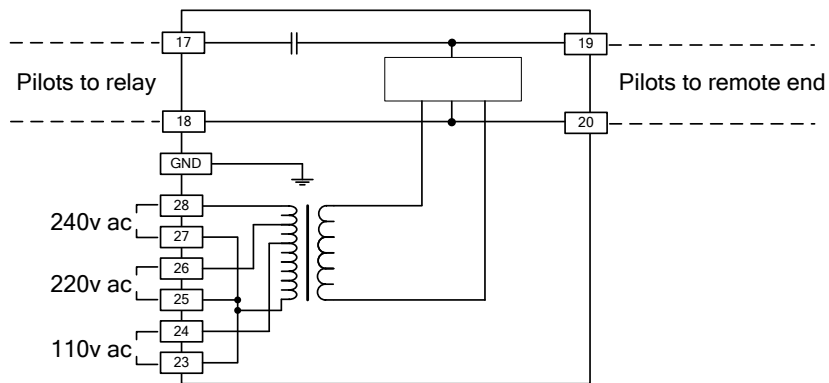 17
19
Pilots to relay
Pilots to remote end
18
20
GND
28
240v ac
27
26
220v ac
25
24
110v ac
23